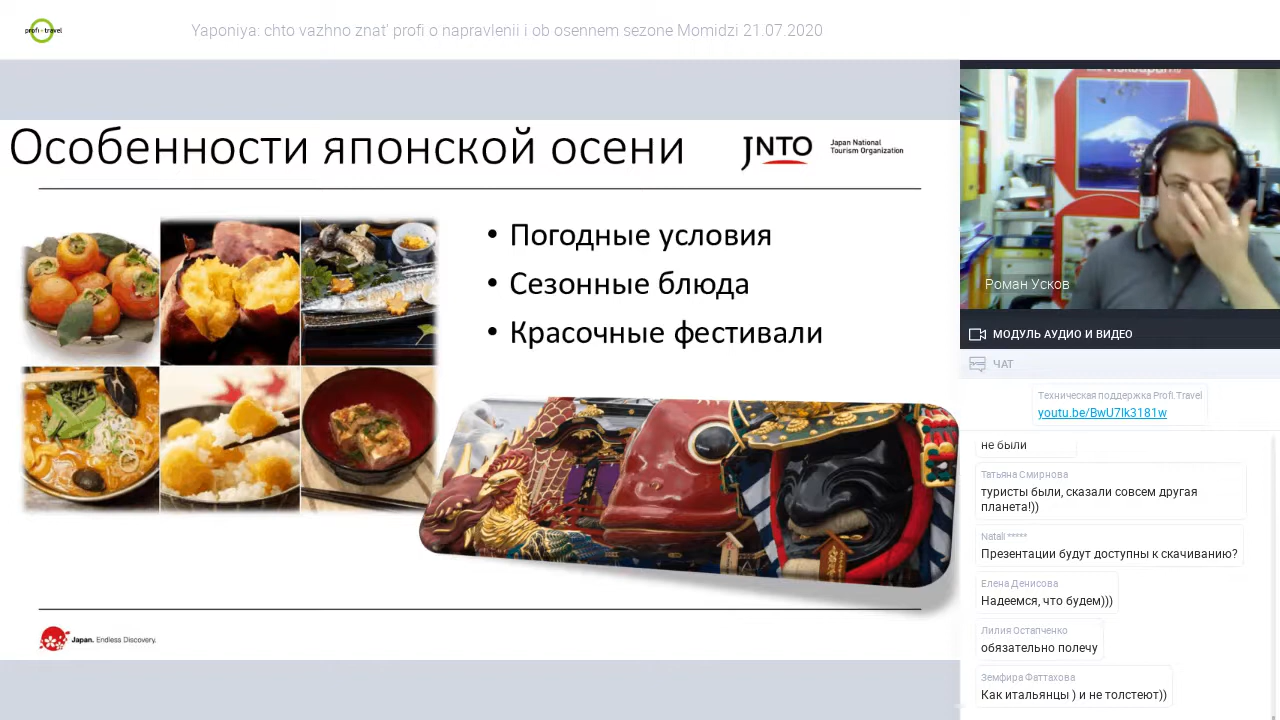 profi - travel
Yaponiya: chto vazhno znat' profi o napravlenii i ob osennem sezone Momidzi 21.07.2020
Особенности японской осени
JNTO
Japan National
Tourism Organization
• Погодные условия
• Сезонные блюда
• Красочные фестивали
Japan. Endless Discovery.
Роман Усков
МОДУЛЬ АУДИО И ВИДЕО
ЧАТ
Техническая поддержка Profi.Travel
youtu.be/BwU7lk3181w
не были
Татьяна Смирнова
туристы были, сказали совсем другая
планета!))
Natali *****
Презентации будут доступны к скачиванию?
Елена Денисова
Надеемся, что будем)))
Лилия Остапченко
обязательно полечу
Земфира Фаттахова
Как итальянцы ) и не толстеют))